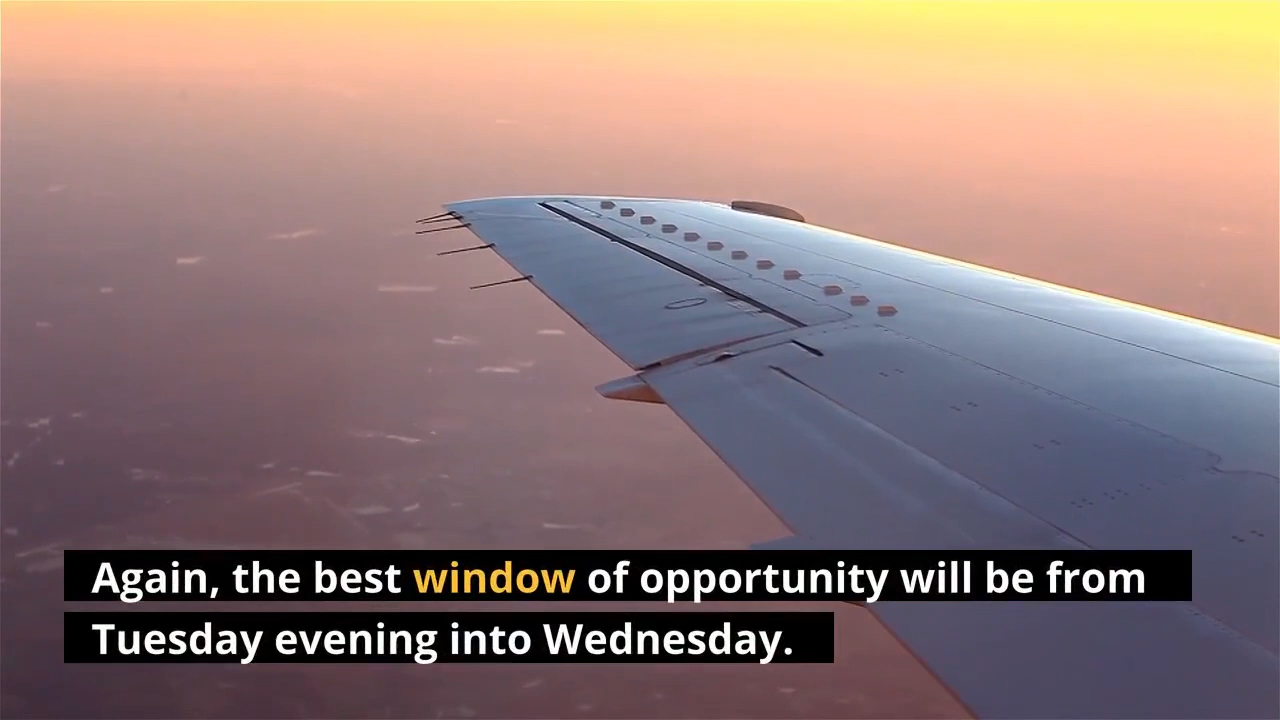 Again, the best window of opportunity will be from
Tuesday evening into Wednesday.